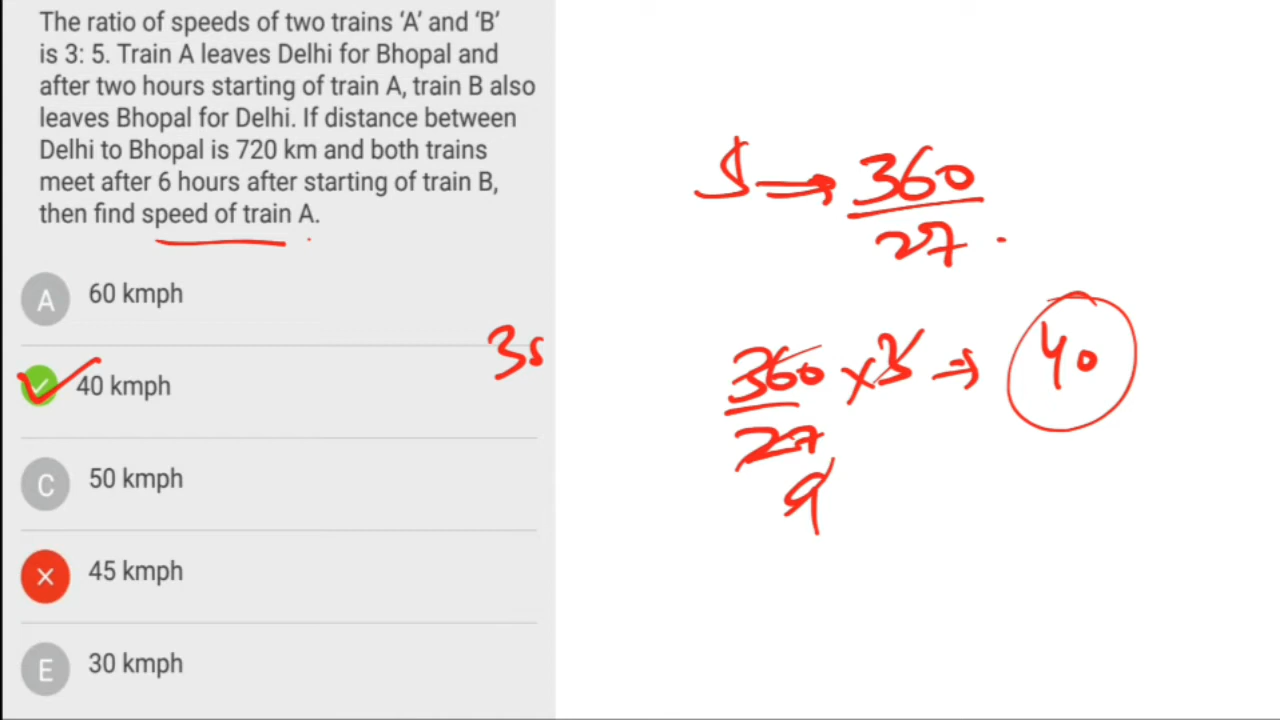 The ratio of speeds of two trains ‘A’ and ‘B’
is 3: 5. Train A leaves Delhi for Bhopal and
after two hours starting of train A, train B also
leaves Bhopal for Delhi. If distance between
Delhi to Bhopal is 720 km and both trains
meet after 6 hours after starting of train B,
then find speed of train A.
A 60 kmph
40 kmph
C 50 kmph
45 kmph
E 30 kmph
3s
S → 360
27
360 × 3 → 40
27
9